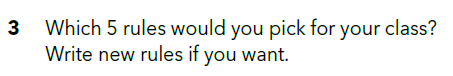 3 Which 5 rules would you pick for your class?
Write new rules if you want.